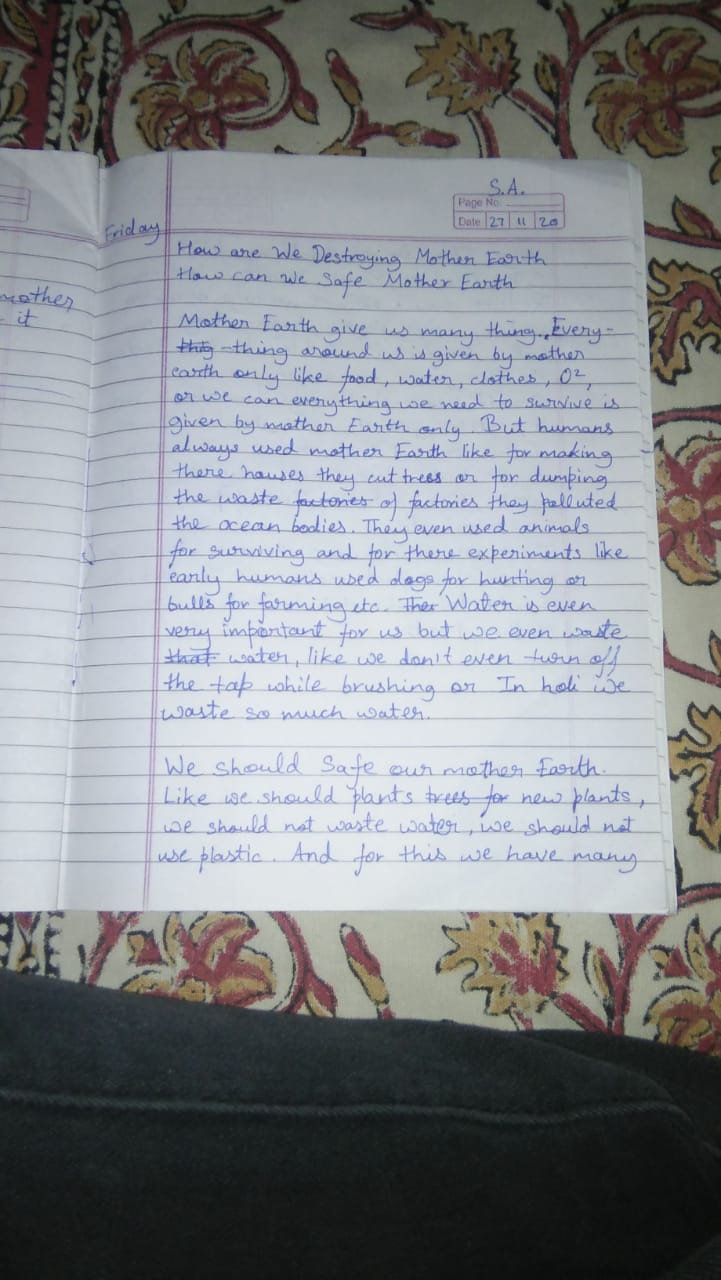 S.A.
Page No.
Date 27 11 20
Friday
How are We Destroying Mother Earth
How can We Safe Mother Earth
mother
it
Mother Earth give us many thing. Every-
thig -thing around us is given by mother
earth only like food, water, clothes, O²,
or we can everything we need to survive is
given by mother Earth only. But humans
always used mother Earth like for making
there houses they cut trees or for dumping
the waste factories of factories they polluted
the ocean bodies. They even used animals
for surviving and for there experiments like
early humans used dogs for hunting or
bulls for farming etc. Ther Water is even
very important for us but we even waste
that water, like we don't even turn off
the tap while brushing or In holi we
waste so much water.
We should Safe our mother Earth.
Like we should plants trees for new plants,
we should not waste water, we should not
use plastic. And for this we have many